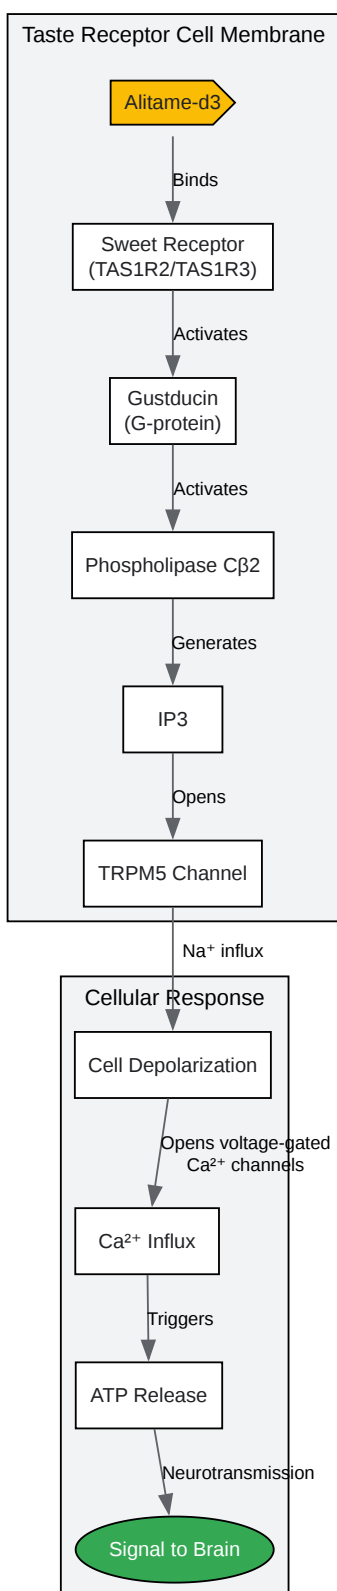 Taste Receptor Cell Membrane
Alitame-d3
Binds
Sweet Receptor
(TAS1R2/TAS1R3)
Activates
Gustducin
(G-protein)
Activates
Phospholipase Cβ2
Generates
IP3
Opens
TRPM5 Channel
Na⁺ influx
Cellular Response
Cell Depolarization
Opens voltage-gated
Ca²⁺ channels
Ca²⁺ Influx
Triggers
ATP Release
Neurotransmission
Signal to Brain